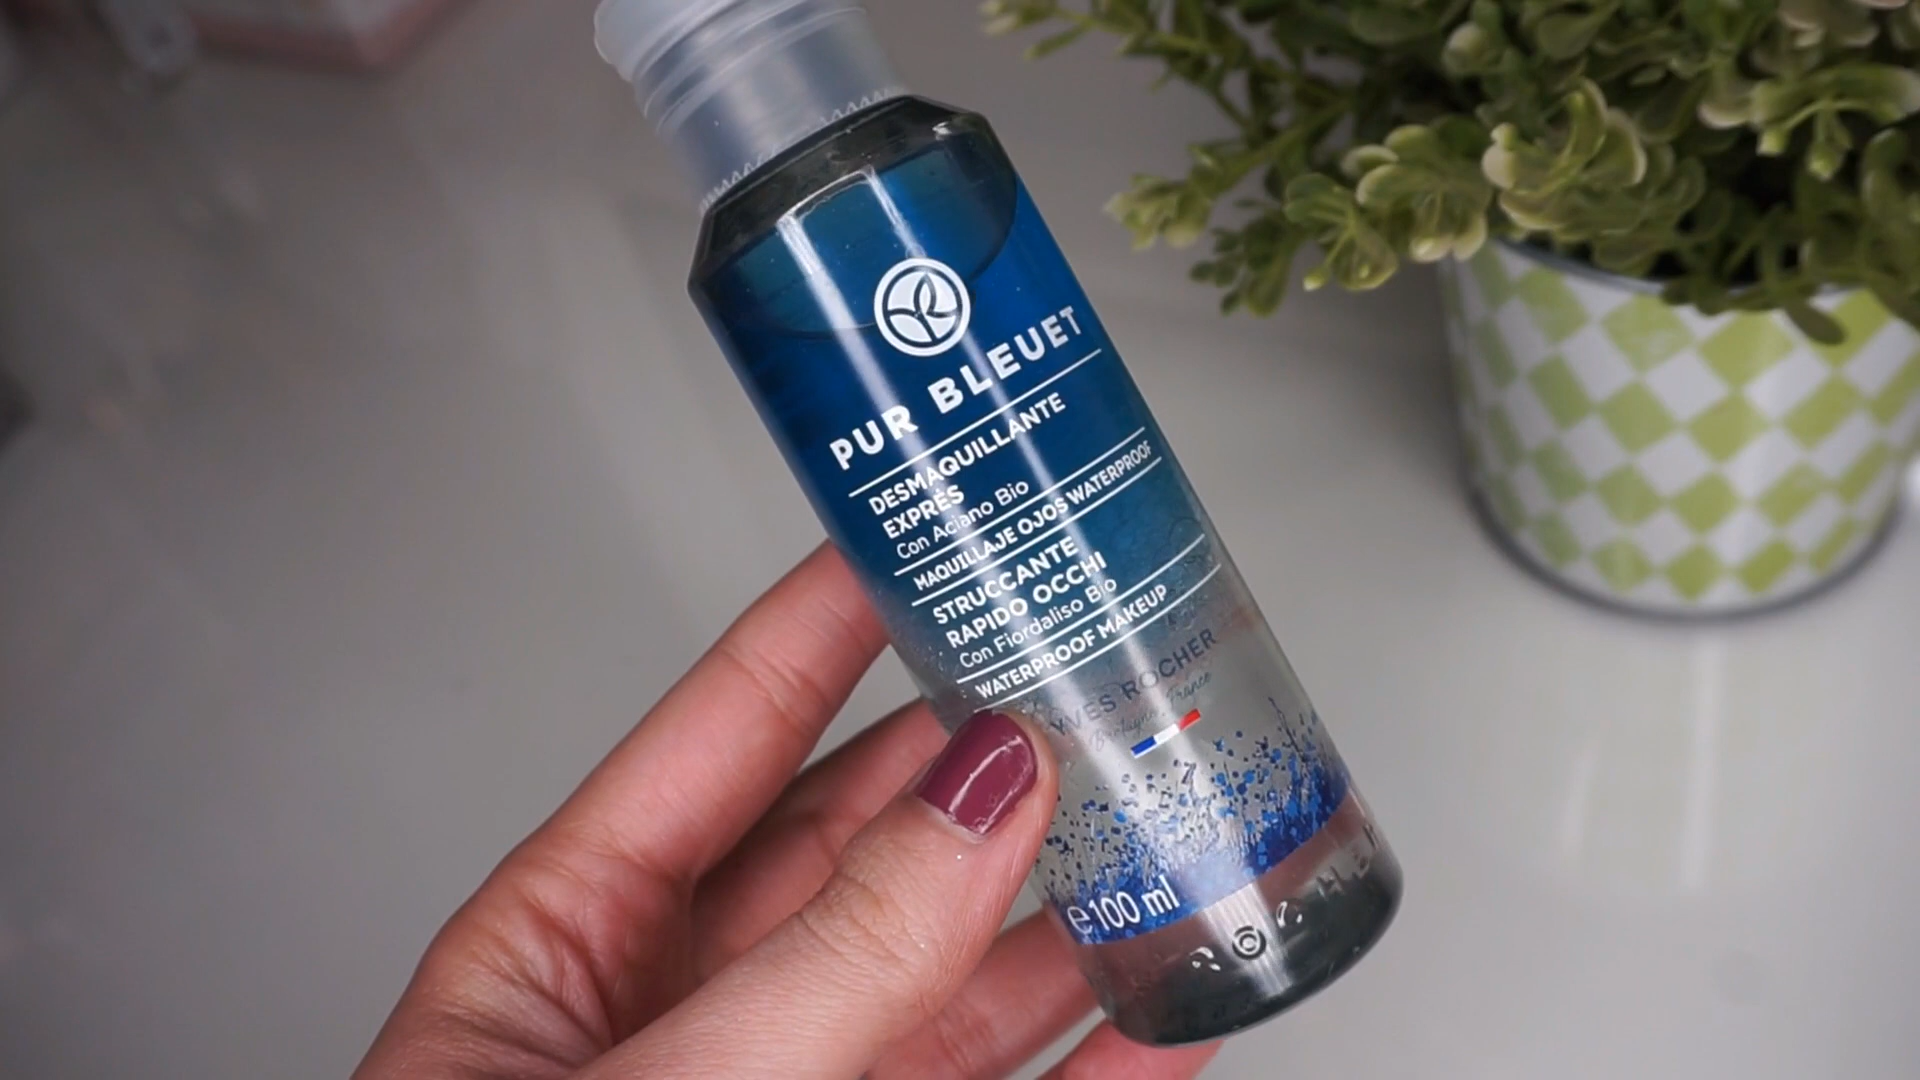 PUR BLEUET
DESMAQUILLANTE
EXPRÉS
Con Aciano Bio
MAQUILLAJE OJOS WATERPROOF
STRUCCANTE
RAPIDO OCCHI
Con Fiordaliso Bio
WATERPROOF MAKEUP
YVES ROCHER
Bretagne, France
℮100 ml